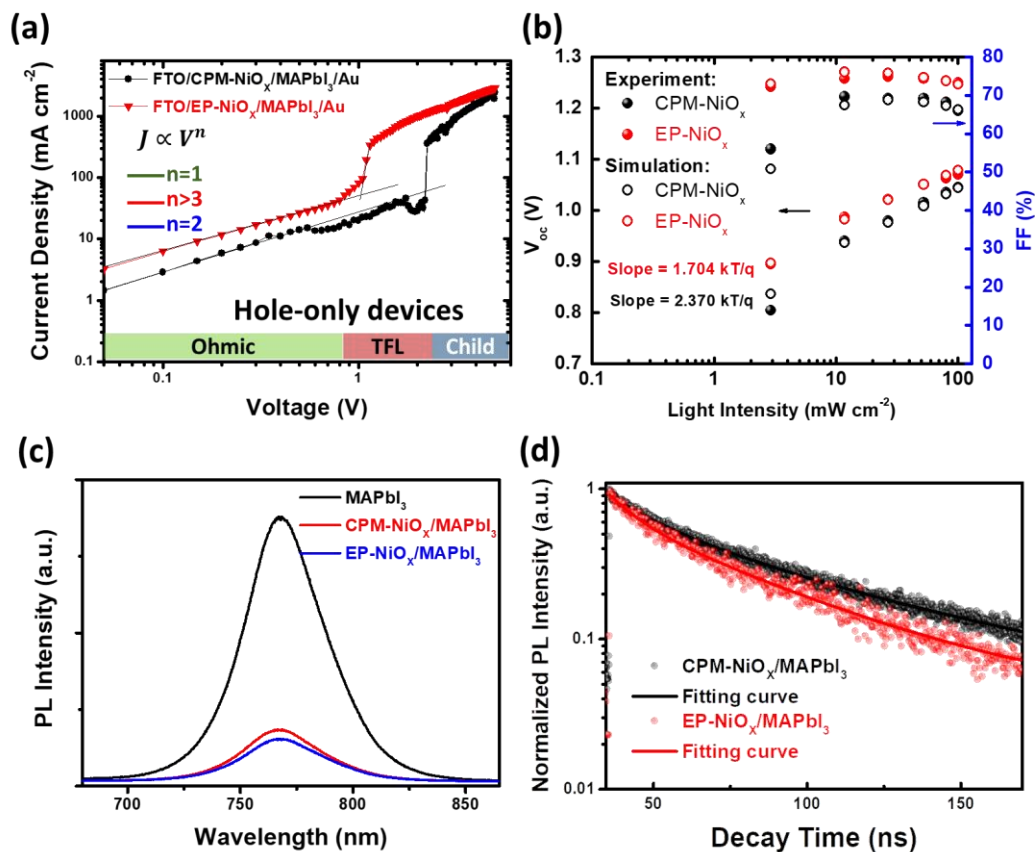 (a)
FTO/CPM-NiOx/MAPbI3/Au
FTO/EP-NiOx/MAPbI3/Au
J ∝ V^n
n=1
n>3
n=2
Hole-only devices
Ohmic
TFL
Child
Current Density (mA cm-2)
1000
100
10
1
0.1
0.1
1
Voltage (V)
(b)
Experiment:
CPM-NiOx
EP-NiOx
Simulation:
CPM-NiOx
EP-NiOx
Slope = 1.704 kT/q
Slope = 2.370 kT/q
Voc (V)
1.3
1.2
1.1
1.0
0.9
0.8
0.7
0.1
1
10
100
Light Intensity (mW cm-2)
FF (%)
80
70
60
50
40
30
20
10
0
(c)
MAPbI3
CPM-NiOx/MAPbI3
EP-NiOx/MAPbI3
PL Intensity (a.u.)
700
750
800
850
Wavelength (nm)
(d)
CPM-NiOx/MAPbI3
Fitting curve
EP-NiOx/MAPbI3
Fitting curve
Normalized PL Intensity (a.u.)
1
0.1
0.01
50
100
150
Decay Time (ns)